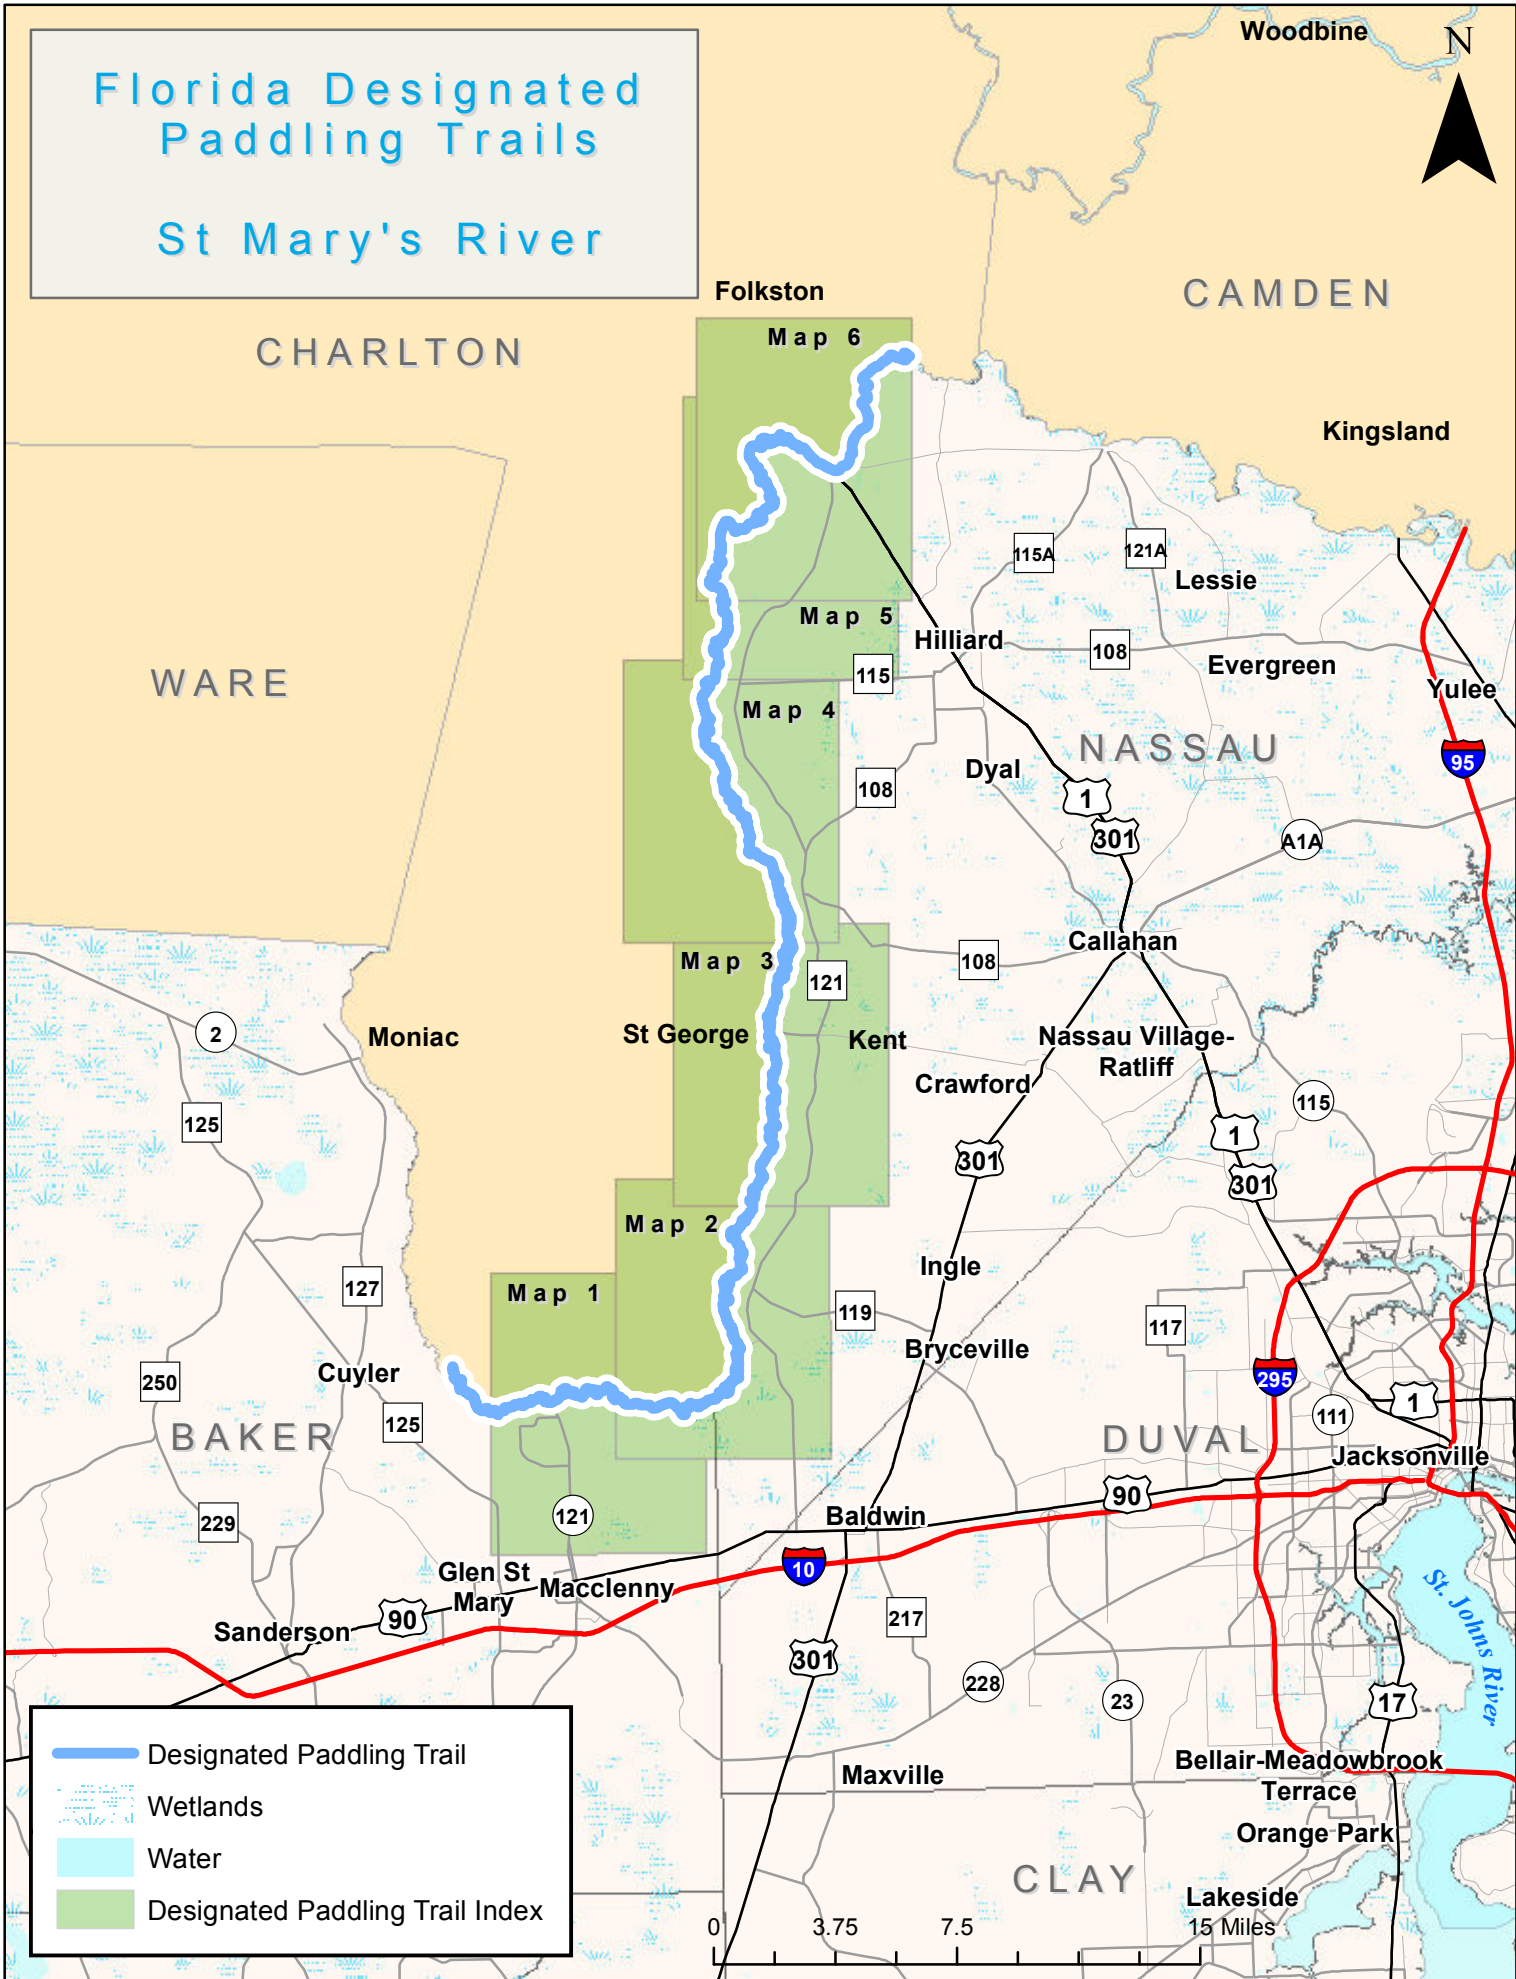 Florida Designated
Paddling Trails
St Mary's River
Woodbine
N
Folkston
CAMDEN
CHARLTON
Map 6
Kingsland
115A
121A
Lessie
Map 5
Hilliard
108
Evergreen
115
WARE
Yulee
Map 4
NASSAU
95
Dyal
108
1
301
A1A
Callahan
Map 3
108
121
2
Moniac
St George
Kent
Nassau Village-
Ratliff
Crawford
115
125
1
301
301
Map 2
Ingle
127
Map 1
119
117
Bryceville
Cuyler
250
295
125
111
1
BAKER
DUVAL
Jacksonville
90
229
121
Baldwin
10
Glen St
Mary
Macclenny
St. Johns River
90
217
Sanderson
301
228
23
17
Designated Paddling Trail
Bellair-Meadowbrook
Terrace
Maxville
Wetlands
Orange Park
Water
CLAY
Lakeside
Designated Paddling Trail Index
0 3.75 7.5 15 Miles